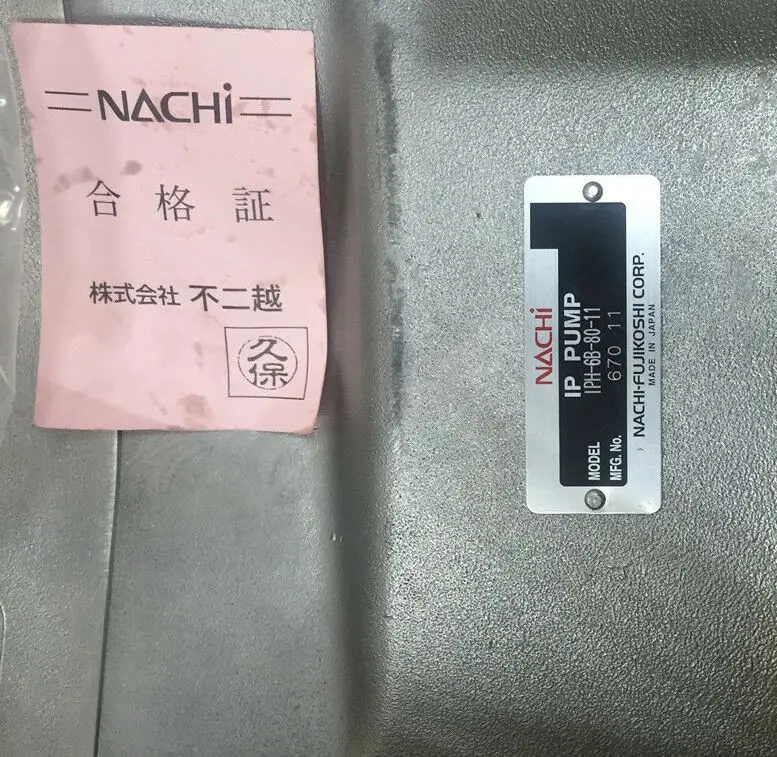 NACHi
合格証
株式会社 不二越
久保
NACHi
IP PUMP
MODEL IPH-6B-80-11
MFG. No. 670 11
NACHI-FUJIKOSHI CORP.
MADE IN JAPAN